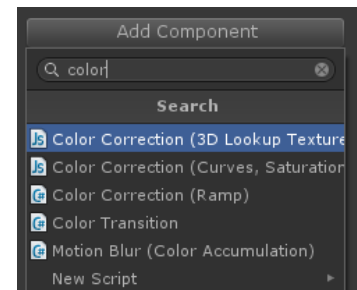 Add Component
color
Search
Color Correction (3D Lookup Texture
Color Correction (Curves, Saturation
Color Correction (Ramp)
Color Transition
Motion Blur (Color Accumulation)
New Script